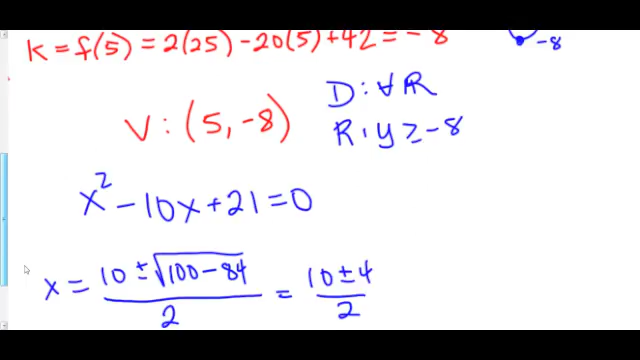 K = f(5) = 2(25) - 20(5) + 42 = -8
-8
V : (5, -8)
D : ∀ℝ
R : y ≥ -8
x² - 10x + 21 = 0
x = (10 ± √(100 - 84))/2 = (10 ± 4)/2